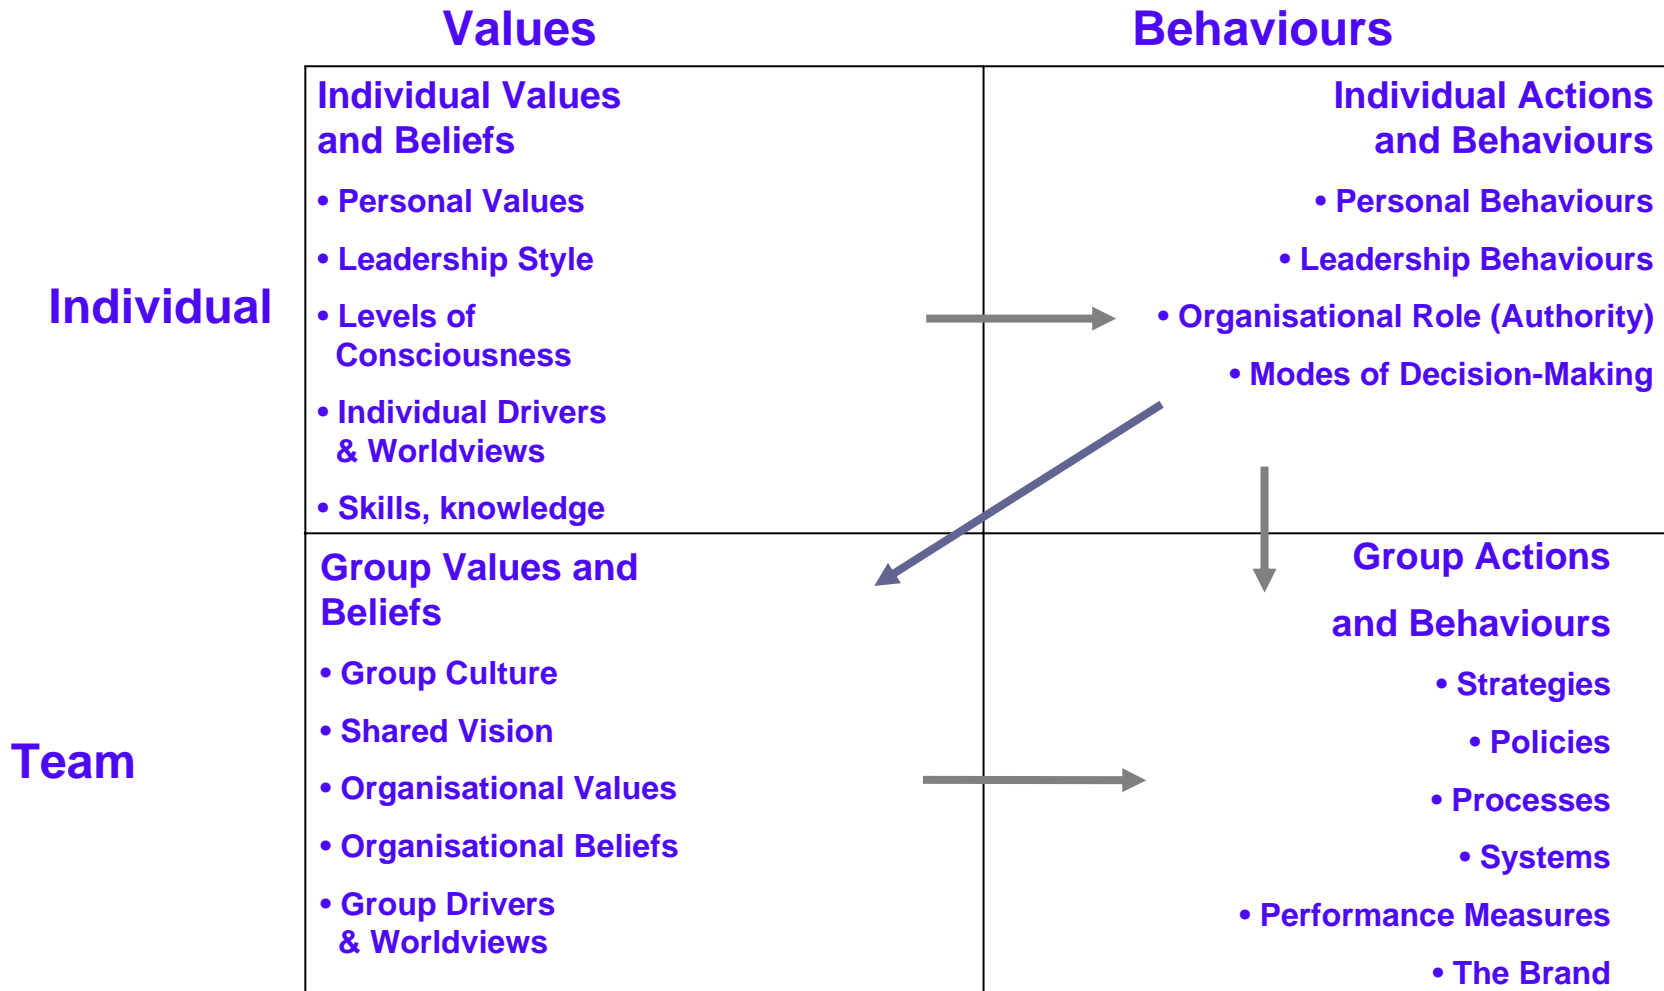 Values
Behaviours
Individual
Individual Values
and Beliefs
• Personal Values
• Leadership Style
• Levels of
Consciousness
• Individual Drivers
& Worldviews
• Skills, knowledge
Individual Actions
and Behaviours
• Personal Behaviours
• Leadership Behaviours
• Organisational Role (Authority)
• Modes of Decision-Making
Team
Group Values and
Beliefs
• Group Culture
• Shared Vision
• Organisational Values
• Organisational Beliefs
• Group Drivers
& Worldviews
Group Actions
and Behaviours
• Strategies
• Policies
• Processes
• Systems
• Performance Measures
• The Brand